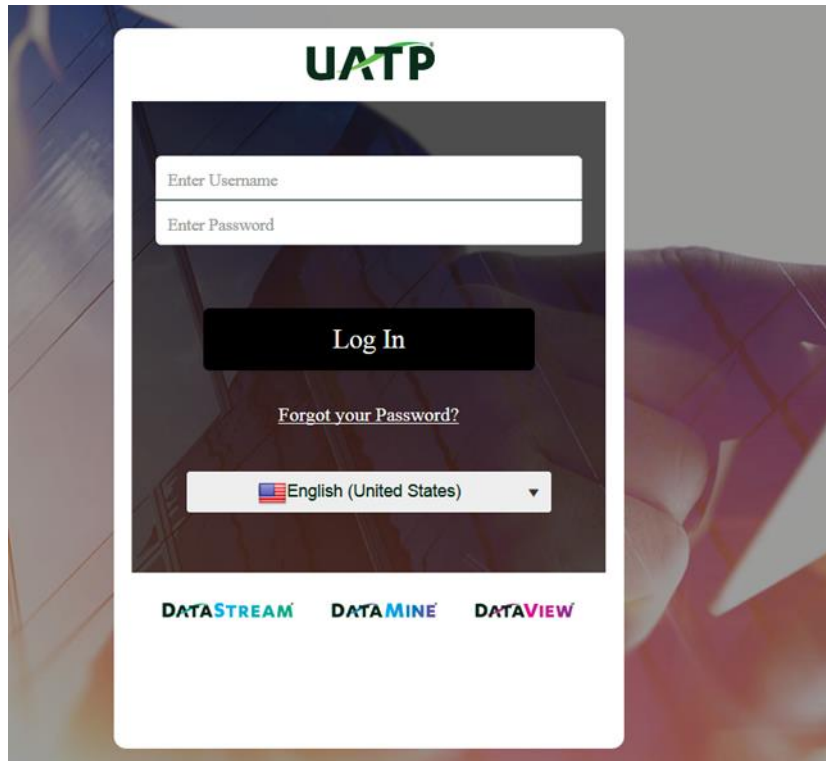 UATP
Enter Username
Enter Password
Log In
Forgot your Password?
English (United States)
DATASTREAM DATAMINE DATAVIEW